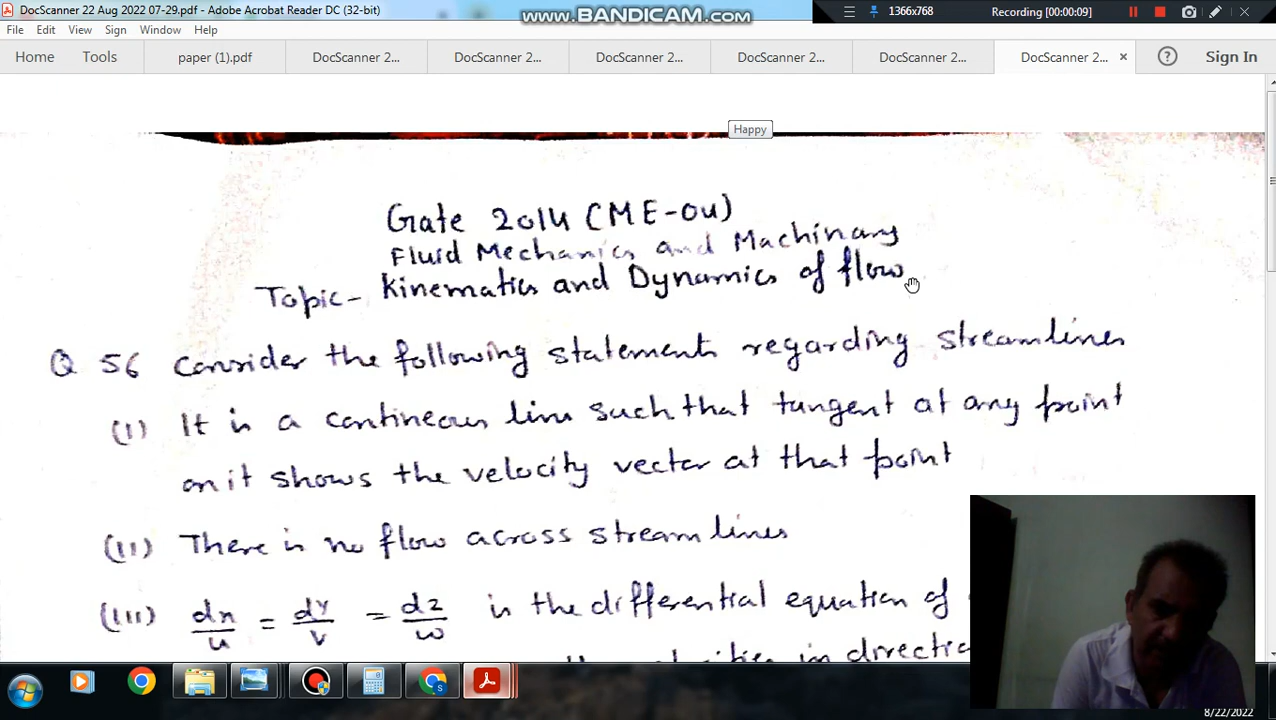 DocScanner 22 Aug 2022 07-29.pdf - Adobe Acrobat Reader DC (32-bit)
www.BANDICAM.com
1366x768
Recording [00:00:09]
File Edit View Sign Window Help
Home Tools paper (1).pdf DocScanner 2... DocScanner 2... DocScanner 2... DocScanner 2... DocScanner 2... DocScanner 2... × ? Sign In
Happy
Gate 2014 (ME-04)
Fluid Mechanics and Machinary
Topic- Kinematics and Dynamics of flow
Q 56 Consider the following statements regarding streamlines
(I) It is a contineous line such that tangent at any point
on it shows the velocity vector at that point
(II) There is no flow across streamlines
(III) dx/u = dy/v = dz/w is the differential equation of
in direction
8/22/2022